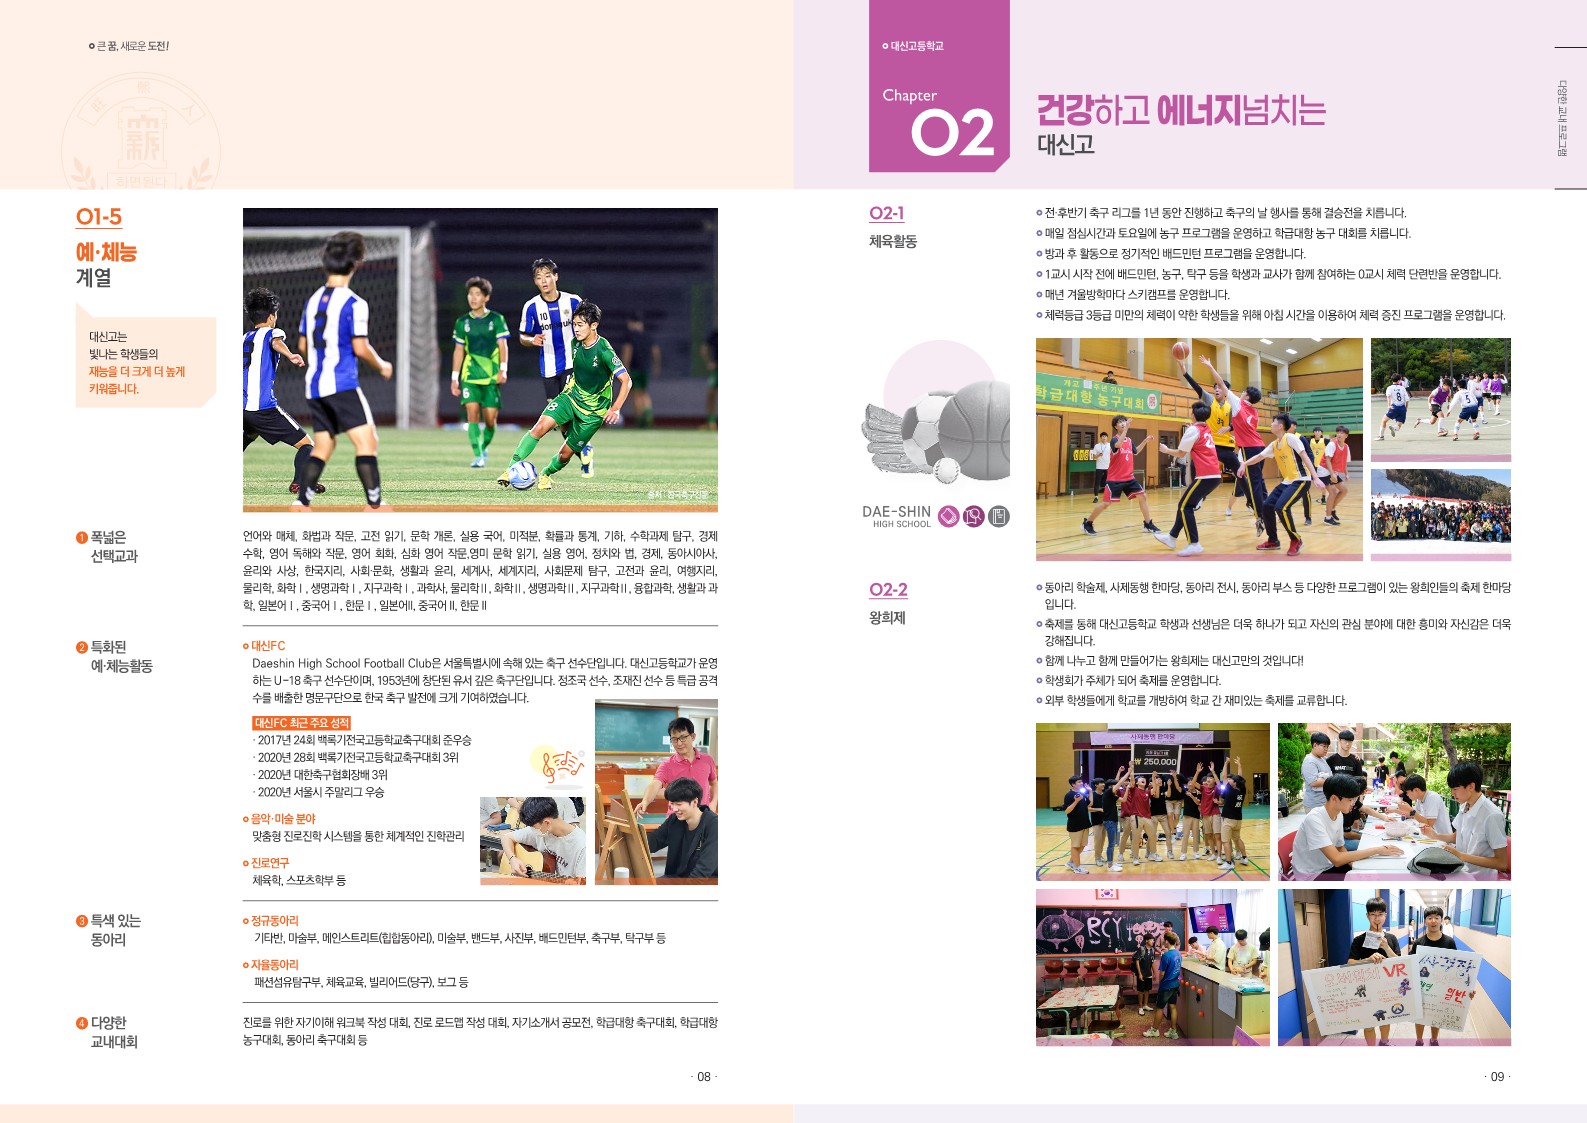 큰 꿈, 새로운 도전!
01-5
예·체능
계열
대신고는
빛나는 학생들의
재능을 더 크게 더 높게
키워줍니다.
1 폭넓은
선택교과
언어와 매체, 화법과 작문, 고전 읽기, 문학 개론, 실용 국어, 미적분, 확률과 통계, 기하, 수학과제 탐구, 경제
수학, 영어 독해와 작문, 영어 회화, 심화 영어 작문,영미 문학 읽기, 실용 영어, 정치와 법, 경제, 동아시아사,
윤리와 사상, 한국지리, 사회·문화, 생활과 윤리, 세계사, 세계지리, 사회문제 탐구, 고전과 윤리, 여행지리,
물리학, 화학Ⅰ, 생명과학Ⅰ, 지구과학Ⅰ, 과학사, 물리학Ⅱ, 화학Ⅱ, 생명과학Ⅱ, 지구과학Ⅱ, 융합과학, 생활과 과
학, 일본어Ⅰ, 중국어Ⅰ, 한문Ⅰ, 일본어Ⅱ, 중국어Ⅱ, 한문Ⅱ
2 특화된
예·체능활동
대신FC
Daeshin High School Football Club은 서울특별시에 속해 있는 축구 선수단입니다. 대신고등학교가 운영
하는 U-18 축구 선수단이며, 1953년에 창단된 유서 깊은 축구단입니다. 정조국 선수, 조재진 선수 등 특급 공격
수를 배출한 명문구단으로 한국 축구 발전에 크게 기여하였습니다.
대신FC 최근 주요 성적
· 2017년 24회 백록기전국고등학교축구대회 준우승
· 2020년 28회 백록기전국고등학교축구대회 3위
· 2020년 대한축구협회장배 3위
· 2020년 서울시 주말리그 우승
음악·미술 분야
맞춤형 진로진학 시스템을 통한 체계적인 진학관리
진로연구
체육학, 스포츠학부 등
3 특색 있는
동아리
정규동아리
기타반, 마술부, 메인스트리트(힙합동아리), 미술부, 밴드부, 사진부, 배드민턴부, 축구부, 탁구부 등
자율동아리
패션섬유탐구부, 체육교육, 빌리어드(당구), 보그 등
4 다양한
교내대회
진로를 위한 자기이해 워크북 작성 대회, 진로 로드맵 작성 대회, 자기소개서 공모전, 학급대항 축구대회, 학급대항
농구대회, 동아리 축구대회 등
· 08 ·
대신고등학교
Chapter
02
건강하고 에너지넘치는
대신고
다양한 교내 프로그램
02-1
체육활동
전·후반기 축구 리그를 1년 동안 진행하고 축구의 날 행사를 통해 결승전을 치릅니다.
매일 점심시간과 토요일에 농구 프로그램을 운영하고 학급대항 농구 대회를 치릅니다.
방과 후 활동으로 정기적인 배드민턴 프로그램을 운영합니다.
1교시 시작 전에 배드민턴, 농구, 탁구 등을 학생과 교사가 함께 참여하는 0교시 체력 단련반을 운영합니다.
매년 겨울방학마다 스키캠프를 운영합니다.
체력등급 3등급 미만의 체력이 약한 학생들을 위해 아침 시간을 이용하여 체력 증진 프로그램을 운영합니다.
학급대항 농구대회
DAE-SHIN
HIGH SCHOOL
02-2
왕희제
동아리 학술제, 사제동행 한마당, 동아리 전시, 동아리 부스 등 다양한 프로그램이 있는 왕희인들의 축제 한마당
입니다.
축제를 통해 대신고등학교 학생과 선생님은 더욱 하나가 되고 자신의 관심 분야에 대한 흥미와 자신감은 더욱
강해집니다.
함께 나누고 함께 만들어가는 왕희제는 대신고만의 것입니다!
학생회가 주체가 되어 축제를 운영합니다.
외부 학생들에게 학교를 개방하여 학교 간 재미있는 축제를 교류합니다.
사제동행 한마당
₩ 250,000
RCY
VR
일반
· 09 ·